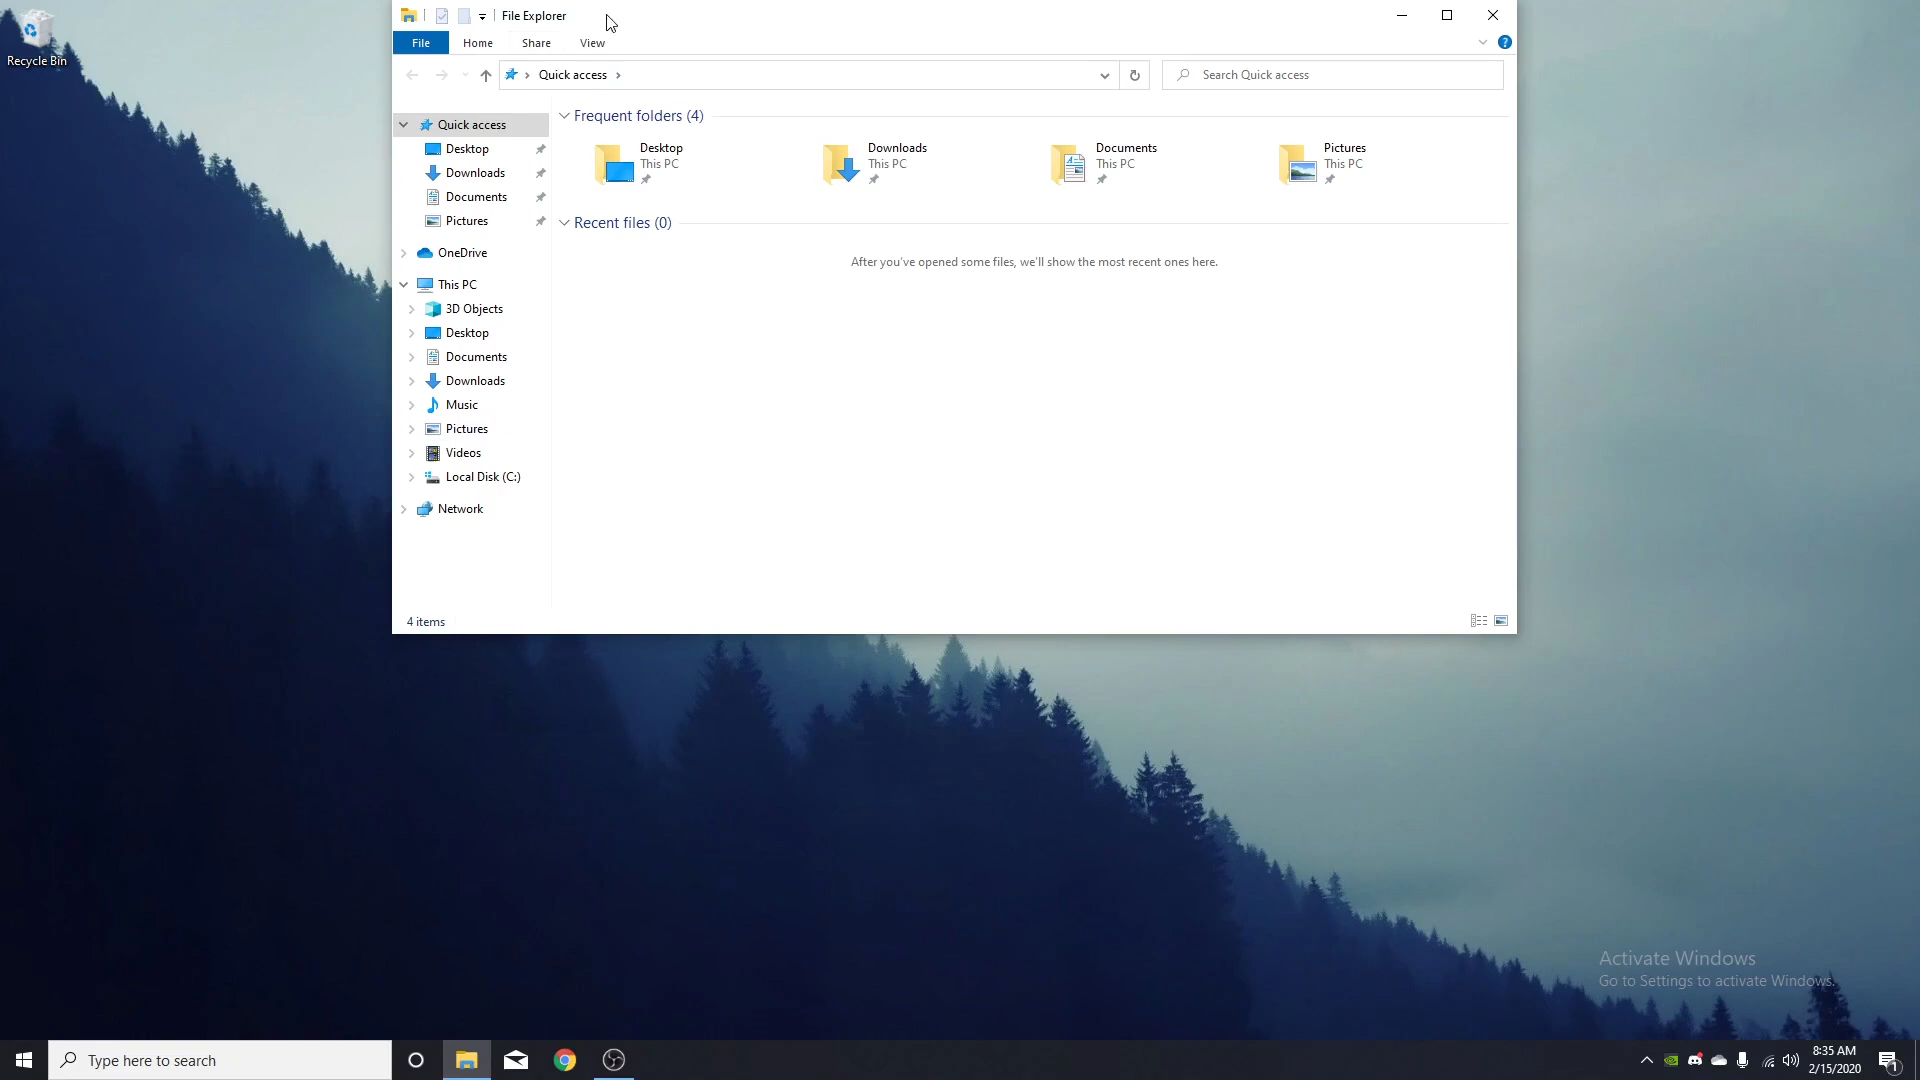 Recycle Bin
File Explorer
File
Home
Share
View
Quick access
Search Quick access
Quick access
Desktop
Downloads
Documents
Pictures
OneDrive
This PC
3D Objects
Desktop
Documents
Downloads
Music
Pictures
Videos
Local Disk (C:)
Network
Frequent folders (4)
Desktop
This PC
Downloads
This PC
Documents
This PC
Pictures
This PC
Recent files (0)
After you've opened some files, we'll show the most recent ones here.
4 items
Activate Windows
Go to Settings to activate Windows.
Type here to search
8:35 AM
2/15/2020
1